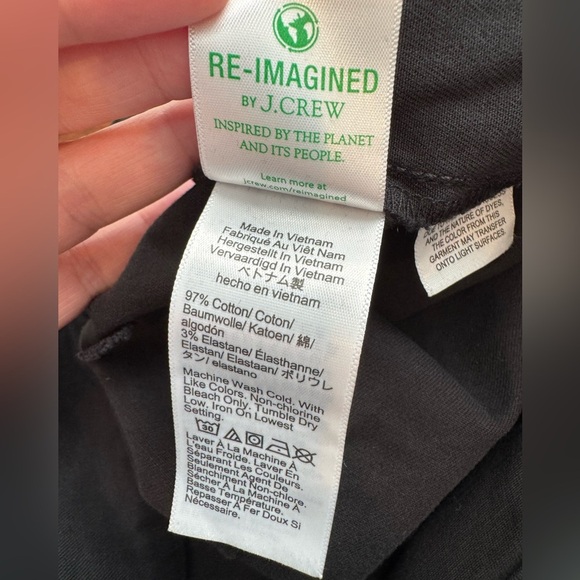 RE-IMAGINED
BY J.CREW
INSPIRED BY THE PLANET
AND ITS PEOPLE.
Learn more at
jcrew.com/reimagined
Made In Vietnam
Fabriqué Au Viêt Nam
Hergestellt In Vietnam
Vervaardigd In Vietnam
ベトナム製
hecho en vietnam
97% Cotton/ Coton/
Baumwolle/ Katoen/ 綿/
algodón
3% Elastane/ Élasthanne/
Elastan/ Elastaan/ ポリウレ
タン/ elastano
Machine Wash Cold. With
Like Colors. Non-chlorine
Bleach Only. Tumble Dry
Low, Iron On Lowest
Setting.
30
Laver À La Machine À
L'eau Froide. Laver En
Séparant Les Couleurs.
Seulement Agent De
Blanchiment Non-chlore.
Sécher À La Machine À
Basse Température.
Repasser À Fer Doux Si
Nécessaire.
AND THE NATURE OF DYES,
THE COLOR FROM THIS
GARMENT MAY TRANSFER
ONTO LIGHT SURFACES.